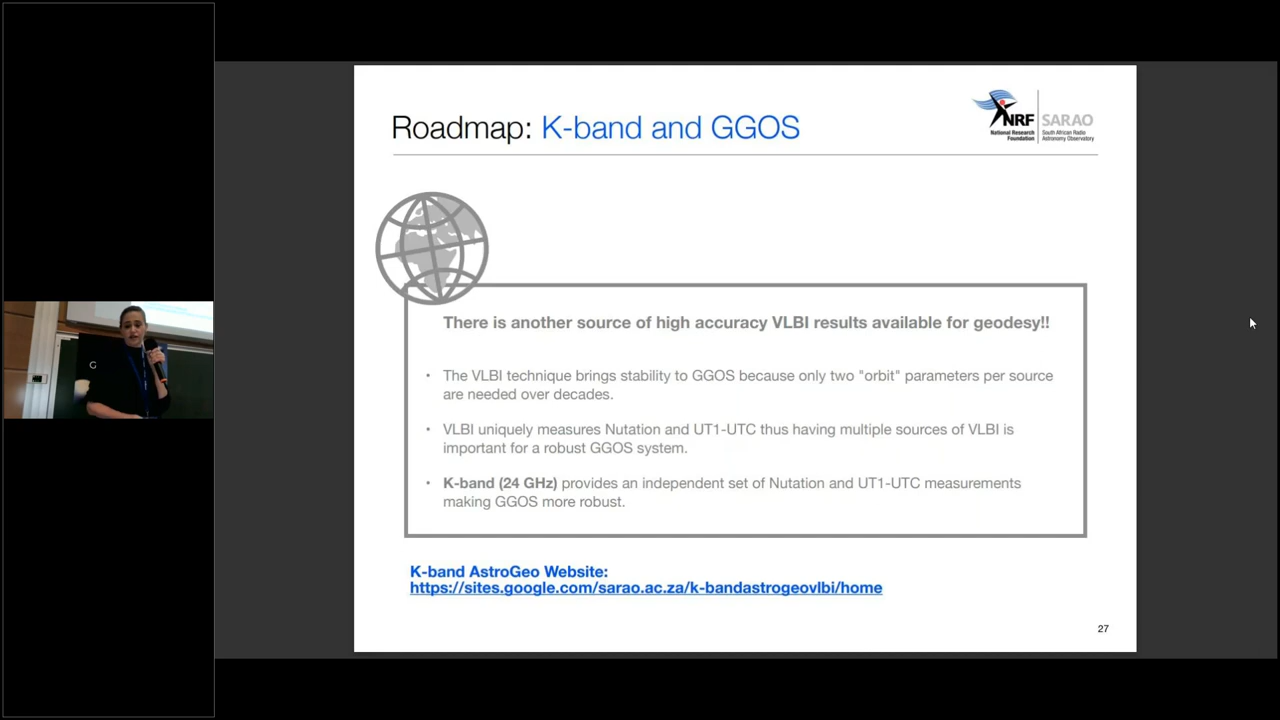 Roadmap: K-band and GGOS
NRF
National Research
Foundation
SARAO
South African Radio
Astronomy Observatory
There is another source of high accuracy VLBI results available for geodesy!!
• The VLBI technique brings stability to GGOS because only two "orbit" parameters per source
are needed over decades.
• VLBI uniquely measures Nutation and UT1-UTC thus having multiple sources of VLBI is
important for a robust GGOS system.
• K-band (24 GHz) provides an independent set of Nutation and UT1-UTC measurements
making GGOS more robust.
K-band AstroGeo Website:
https://sites.google.com/sarao.ac.za/k-bandastrogeovlbi/home
27
G